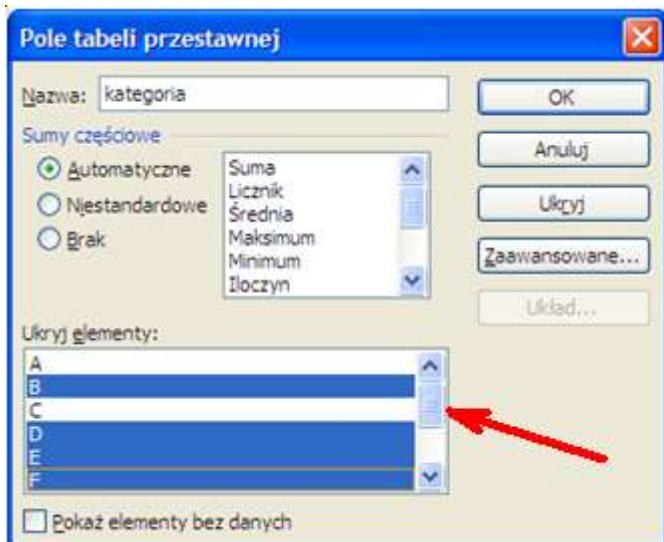 Pole tabeli przestawnej
Nazwa: kategoria
OK
Sumy częściowe
Automatyczne
Niestandardowe
Brak
Suma
Licznik
Średnia
Maksimum
Minimum
Iloczyn
Anuluj
Ukryj
Zaawansowane...
Układ...
Ukryj elementy:
A
B
C
D
E
F
Pokaż elementy bez danych